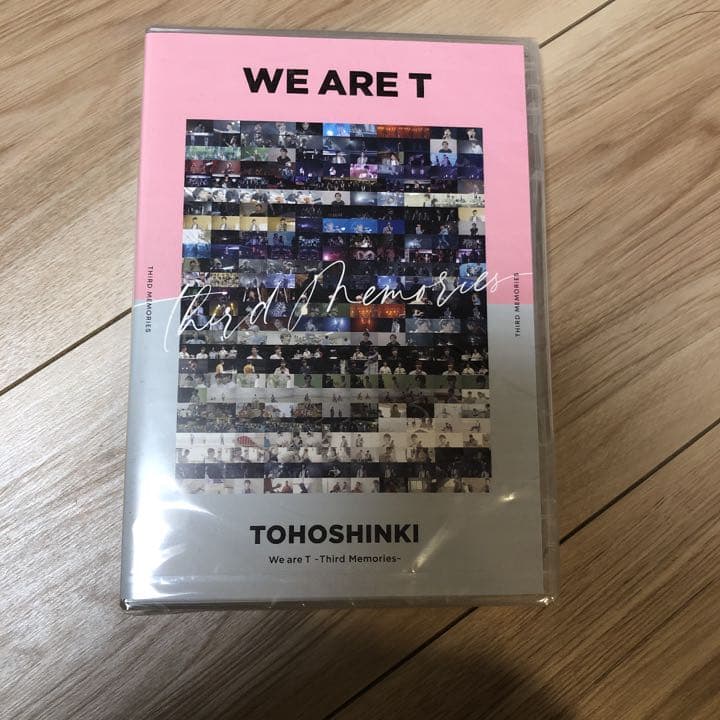 WE ARE T
THIRD MEMORIES
Third Memories
THIRD MEMORIES
TOHOSHINKI
We are T -Third Memories-